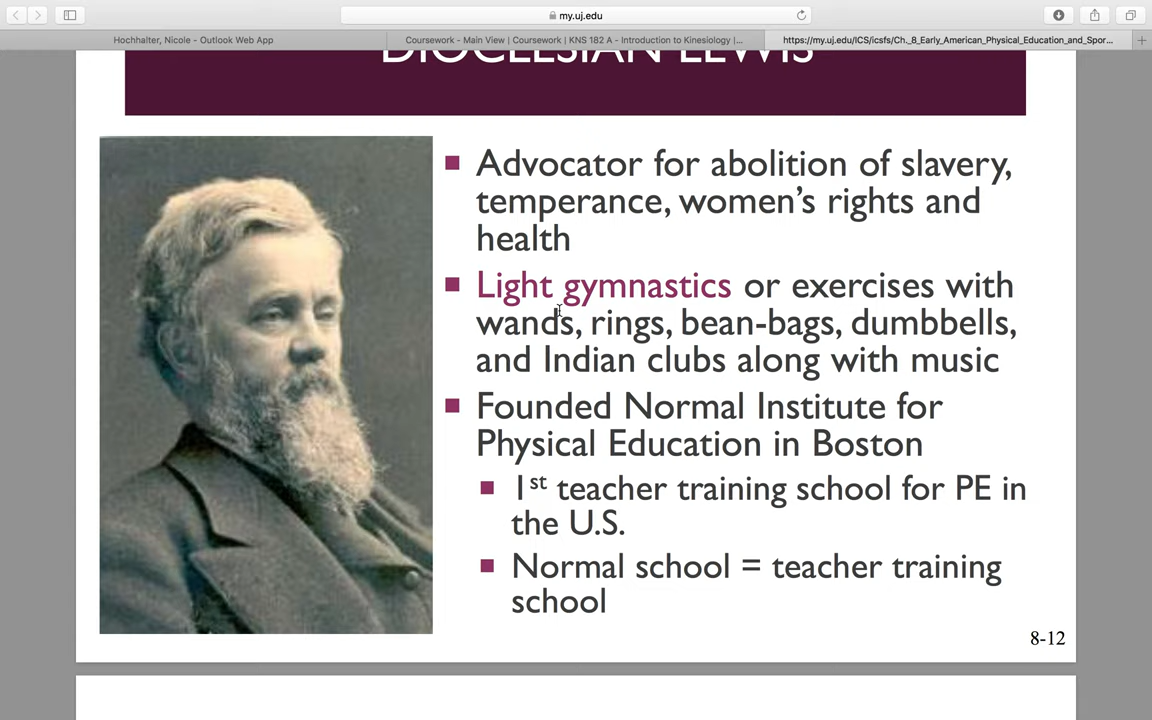 my.uj.edu
Hochhalter, Nicole - Outlook Web App
Coursework - Main View | Coursework | KNS 182 A - Introduction to Kinesiology |...
https://my.uj.edu/ICS/icsfs/Ch._8_Early_American_Physical_Education_and_Spor...
DIOCLESIAN LEWIS
Advocator for abolition of slavery,
temperance, women’s rights and
health
Light gymnastics or exercises with
wands, rings, bean-bags, dumbbells,
and Indian clubs along with music
Founded Normal Institute for
Physical Education in Boston
1st teacher training school for PE in
the U.S.
Normal school = teacher training
school
8-12